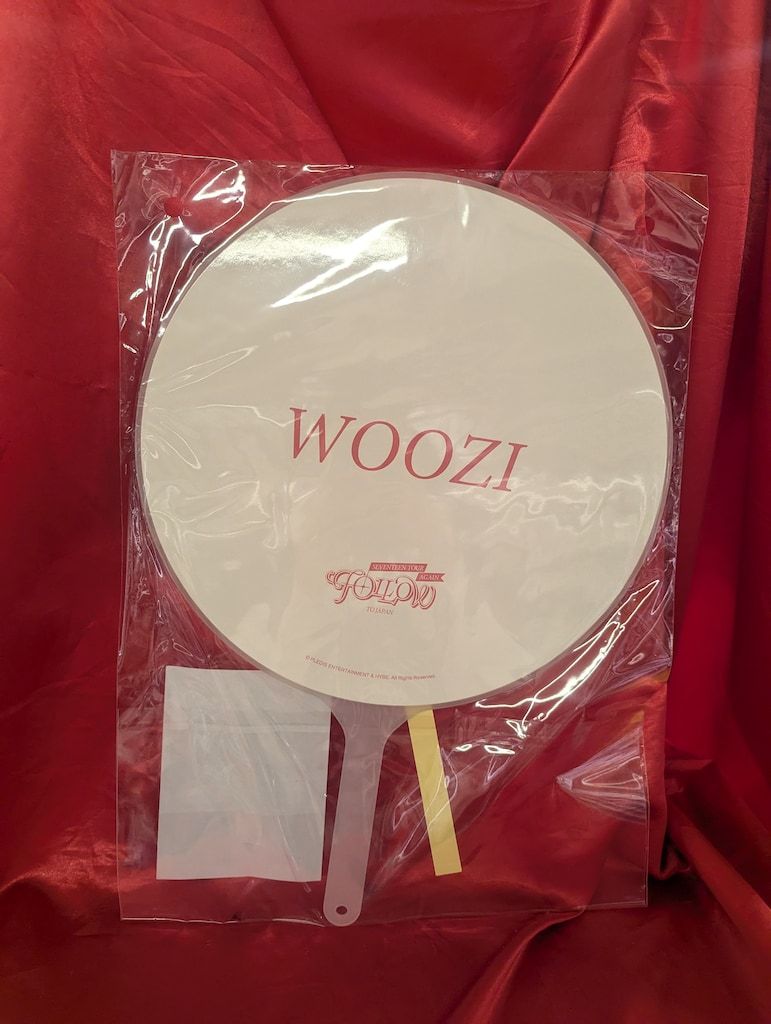 WOOZI
SEVENTEEN TOUR
FOLLOW
AGAIN
TO JAPAN
© PLEDIS ENTERTAINMENT & HYBE. All Rights Reserved.